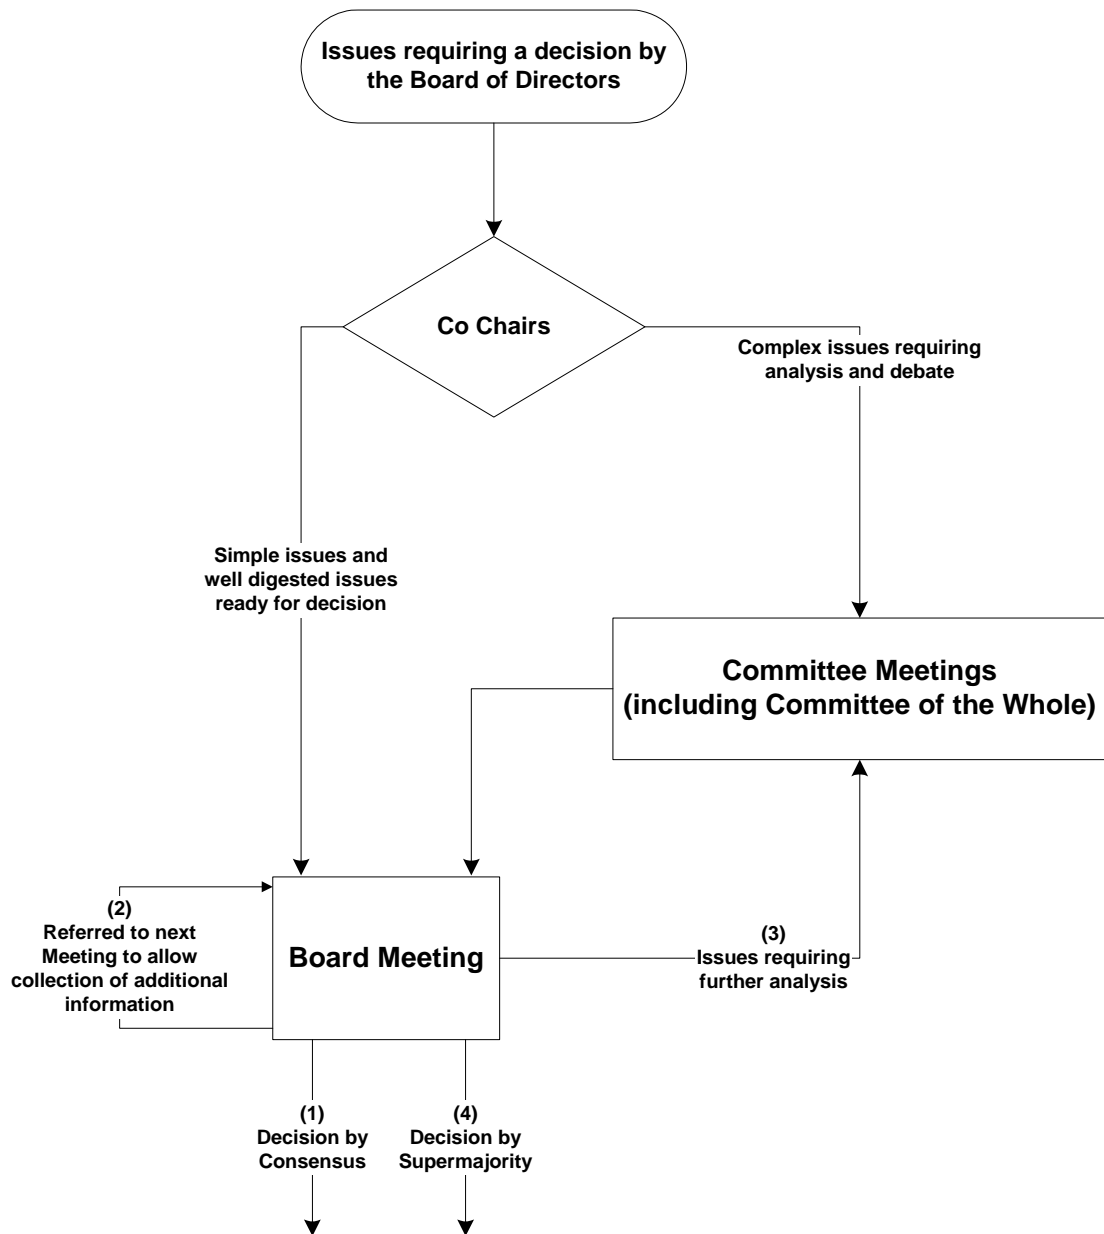 Issues requiring a decision by
the Board of Directors
Co Chairs
Complex issues requiring
analysis and debate
Simple issues and
well digested issues
ready for decision
Committee Meetings
(including Committee of the Whole)
(2)
Referred to next
Meeting to allow
collection of additional
information
Board Meeting
(3)
Issues requiring
further analysis
(1)
Decision by
Consensus
(4)
Decision by
Supermajority